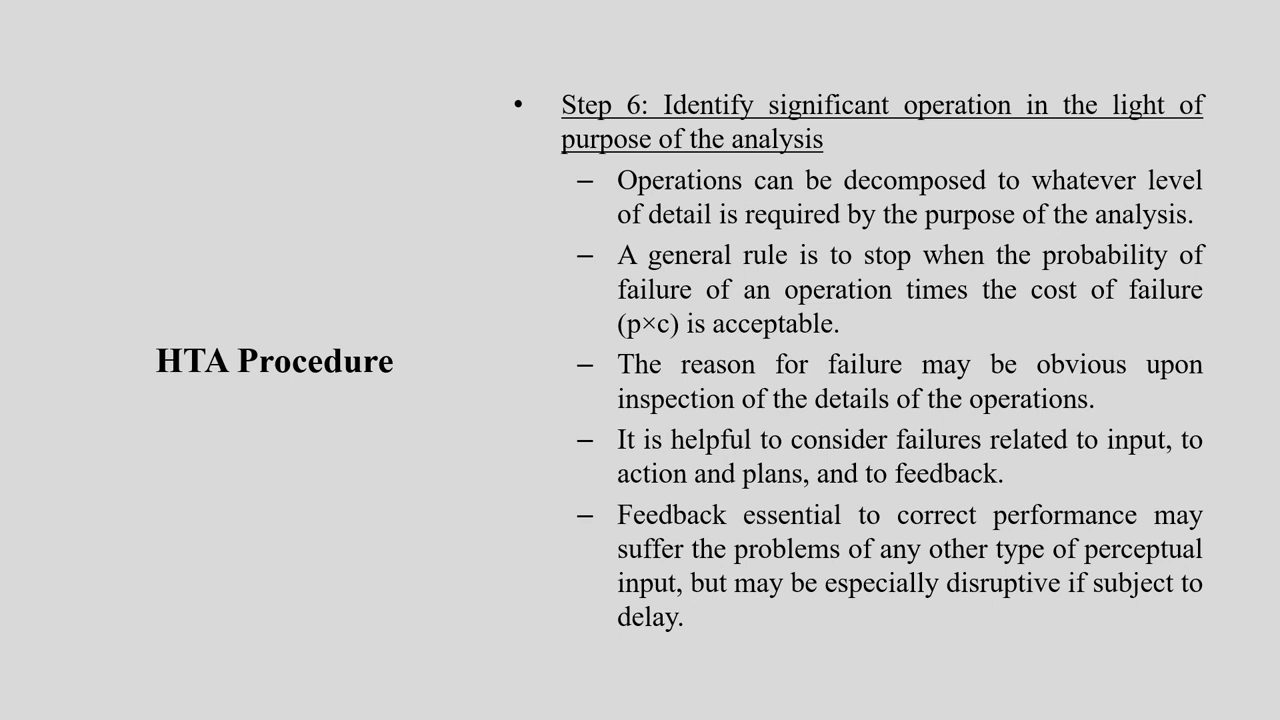 HTA Procedure
• Step 6: Identify significant operation in the light of
purpose of the analysis
– Operations can be decomposed to whatever level
of detail is required by the purpose of the analysis.
– A general rule is to stop when the probability of
failure of an operation times the cost of failure
(p×c) is acceptable.
– The reason for failure may be obvious upon
inspection of the details of the operations.
– It is helpful to consider failures related to input, to
action and plans, and to feedback.
– Feedback essential to correct performance may
suffer the problems of any other type of perceptual
input, but may be especially disruptive if subject to
delay.